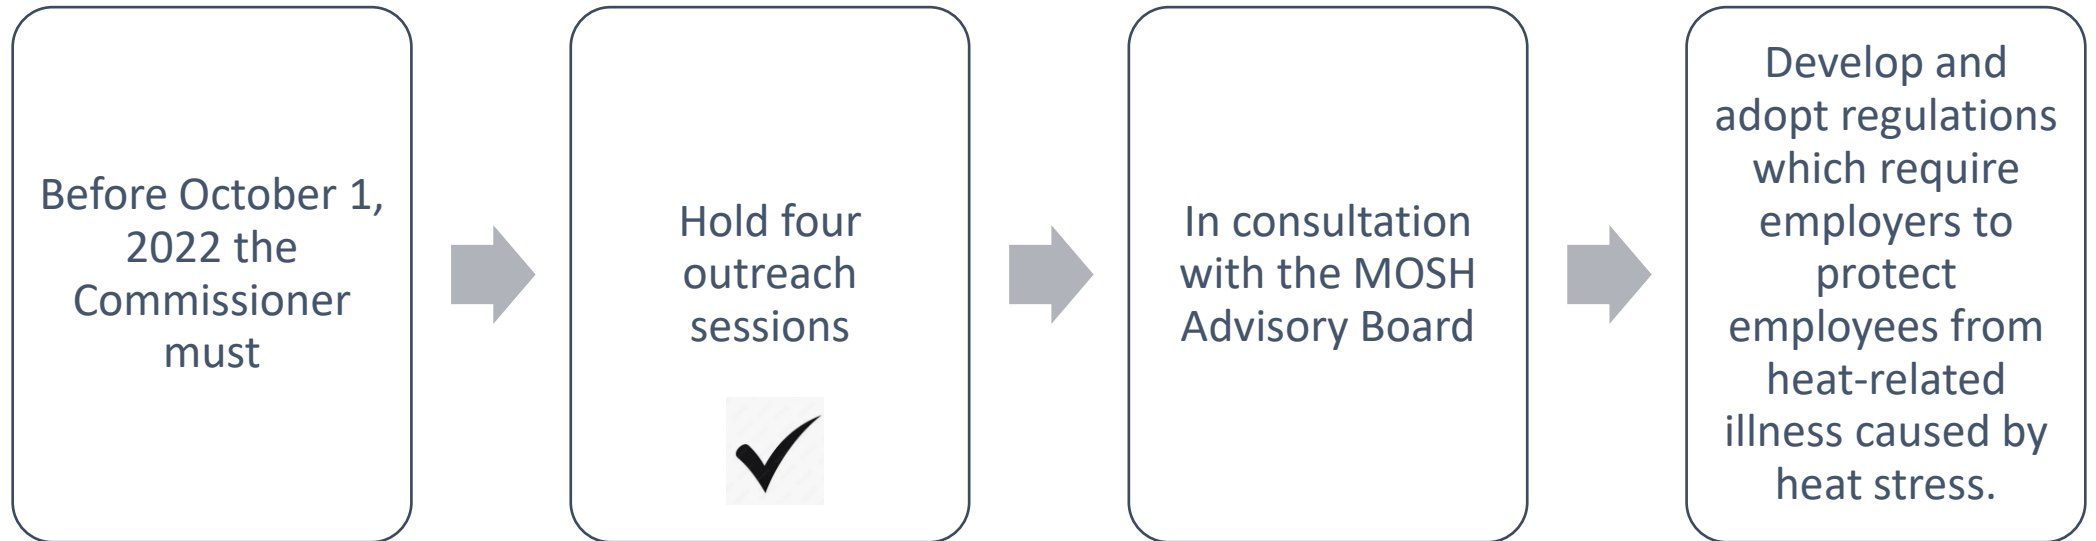 Before October 1,
2022 the
Commissioner
must
Hold four
outreach
sessions
In consultation
with the MOSH
Advisory Board
Develop and
adopt regulations
which require
employers to
protect
employees from
heat-related
illness caused by
heat stress.